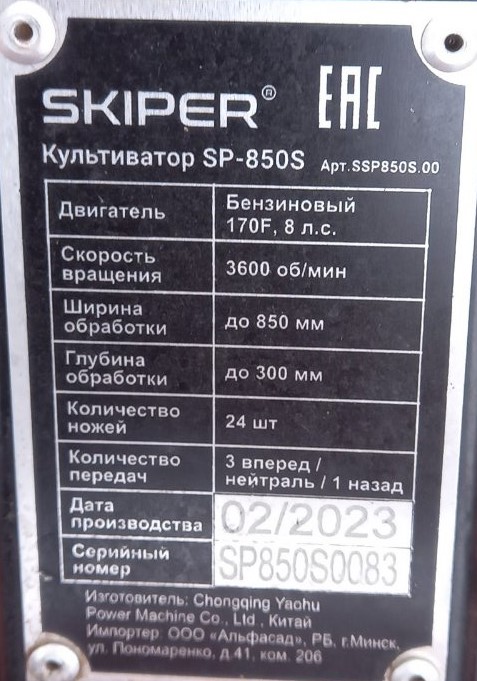 SKIPER® EAC
Культиватор SP-850S Арт.SSP850S.00
Двигатель
Бензиновый
170F, 8 л.с.
Скорость
вращения
3600 об/мин
Ширина
обработки
до 850 мм
Глубина
обработки
до 300 мм
Количество
ножей
24 шт
Количество
передач
3 вперед /
нейтраль / 1 назад
Дата
производства
02/2023
Серийный
номер
SP850S0083
Изготовитель: Chongqing Yaohu
Power Machine Co., Ltd , Китай
Импортер: ООО «Альфасад», РБ, г.Минск,
ул. Пономаренко, д.41, ком. 206